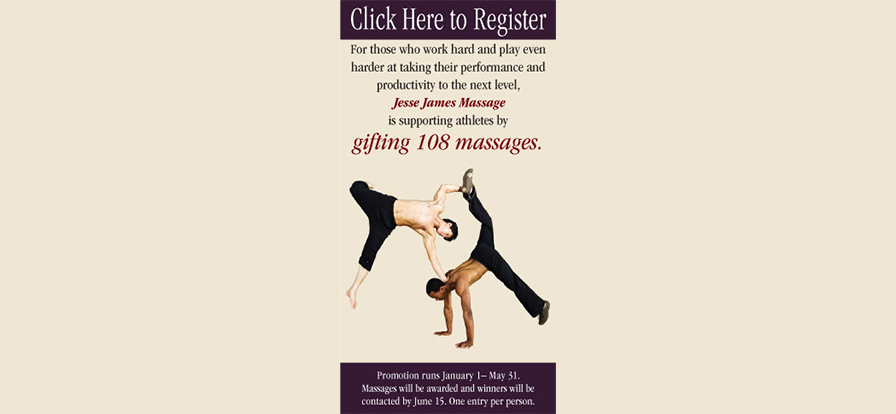 Click Here to Register
For those who work hard and play even
harder at taking their performance and
productivity to the next level,
Jesse James Massage
is supporting athletes by
gifting 108 massages.
Promotion runs January 1– May 31.
Massages will be awarded and winners will be
contacted by June 15. One entry per person.